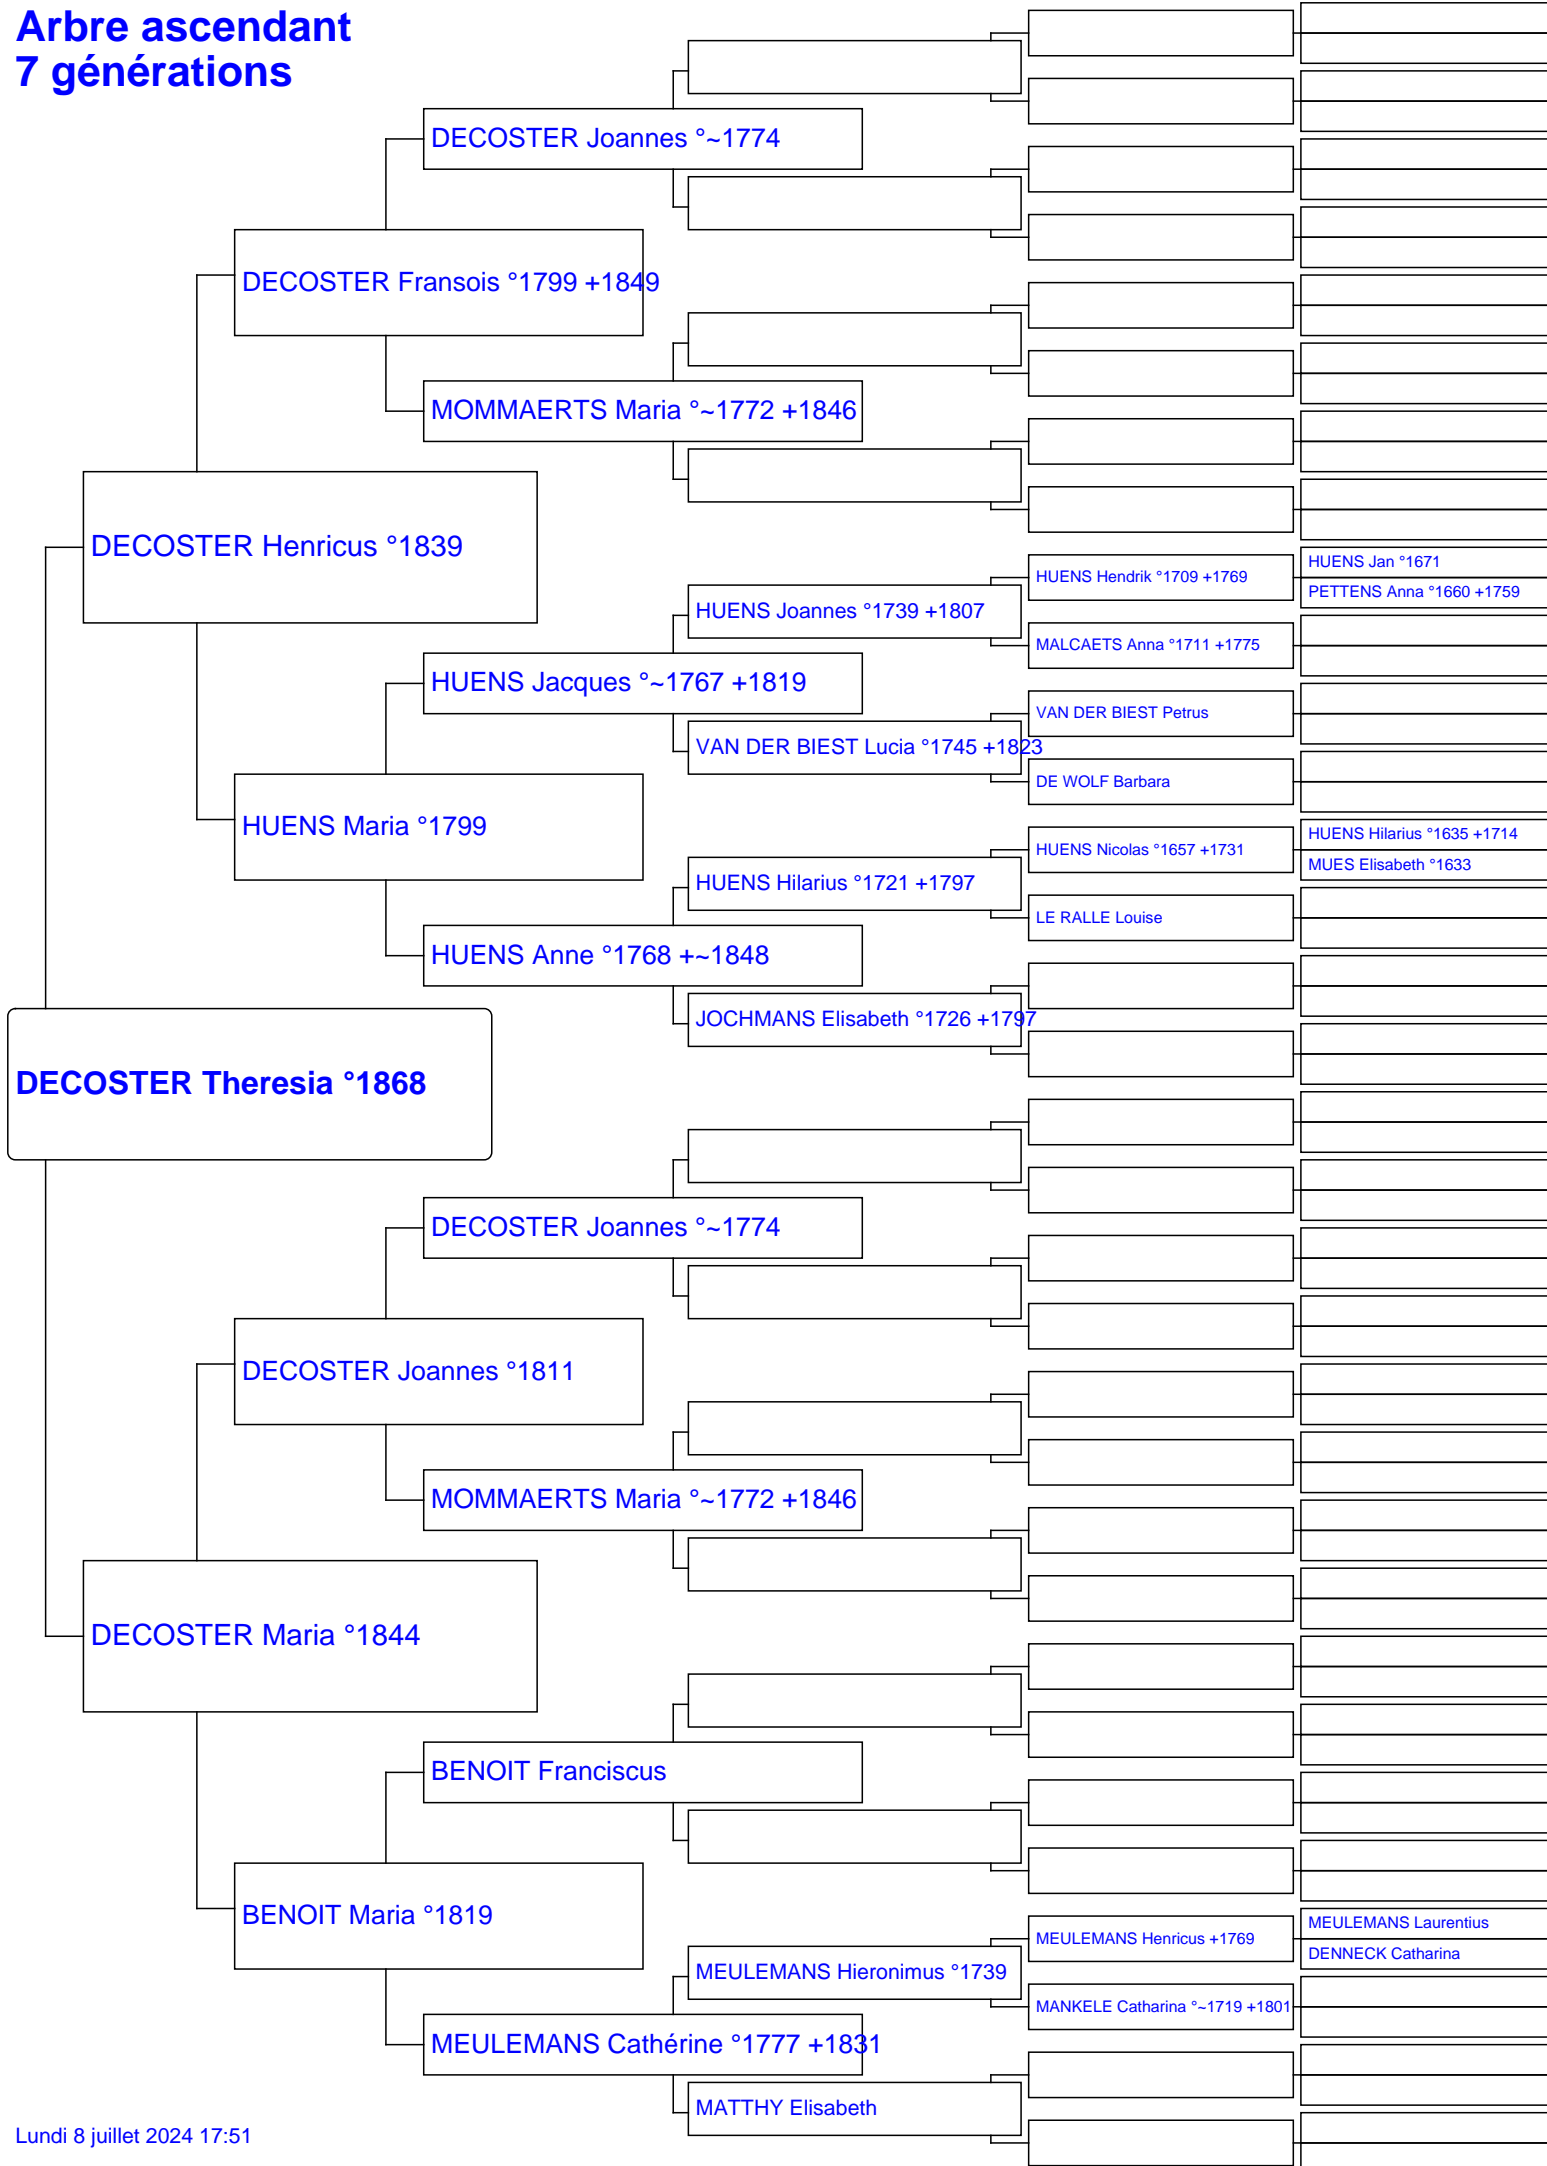 Arbre ascendant
7 générations
DECOSTER Joannes °~1774
DECOSTER Fransois °1799 +1849
MOMMAERTS Maria °~1772 +1846
DECOSTER Henricus °1839
HUENS Jan °1671
HUENS Hendrik °1709 +1769
PETTENS Anna °1660 +1759
HUENS Joannes °1739 +1807
MALCAETS Anna °1711 +1775
HUENS Jacques °~1767 +1819
VAN DER BIEST Petrus
VAN DER BIEST Lucia °1745 +1823
DE WOLF Barbara
HUENS Maria °1799
HUENS Hilarius °1635 +1714
HUENS Nicolas °1657 +1731
MUES Elisabeth °1633
HUENS Hilarius °1721 +1797
LE RALLE Louise
HUENS Anne °1768 +~1848
JOCHMANS Elisabeth °1726 +1797
DECOSTER Theresia °1868
DECOSTER Joannes °~1774
DECOSTER Joannes °1811
MOMMAERTS Maria °~1772 +1846
DECOSTER Maria °1844
BENOIT Franciscus
BENOIT Maria °1819
MEULEMANS Laurentius
MEULEMANS Henricus +1769
DENNECK Catharina
MEULEMANS Hieronimus °1739
MANKELE Catharina °~1719 +1801
MEULEMANS Cathérine °1777 +1831
MATTHY Elisabeth
Lundi 8 juillet 2024 17:51